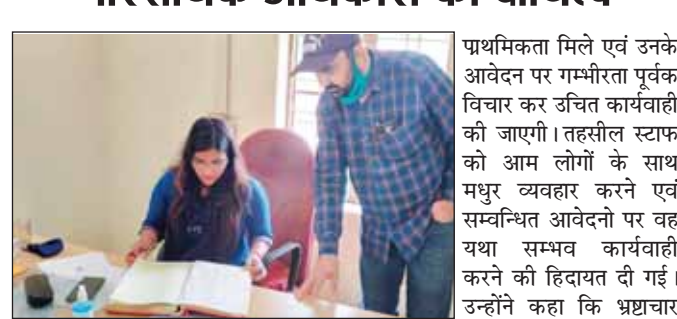 प्राथमिकता मिले एवं उनके
आवेदन पर गम्भीरता पूर्वक
विचार कर उचित कार्यवाही
की जाएगी। तहसील स्टाफ
को आम लोगों के साथ
मधुर व्यवहार करने एवं
सम्वन्धित आवेदनो पर वह
यथा सम्भव कार्यवाही
करने की हिदायत दी गई।
उन्होंने कहा कि भ्रष्टाचार